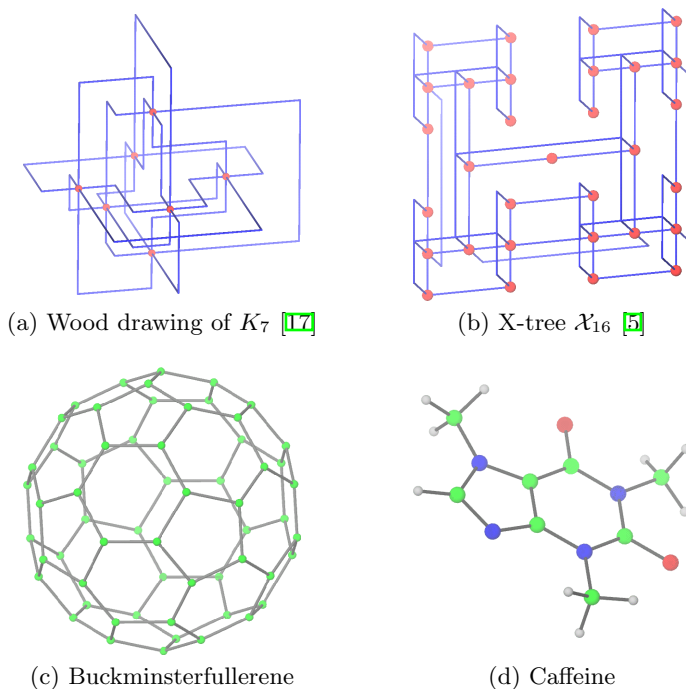 (a) Wood drawing of K₇ [17]
(b) X-tree 𝒳₁₆ [5]
(c) Buckminsterfullerene
(d) Caffeine